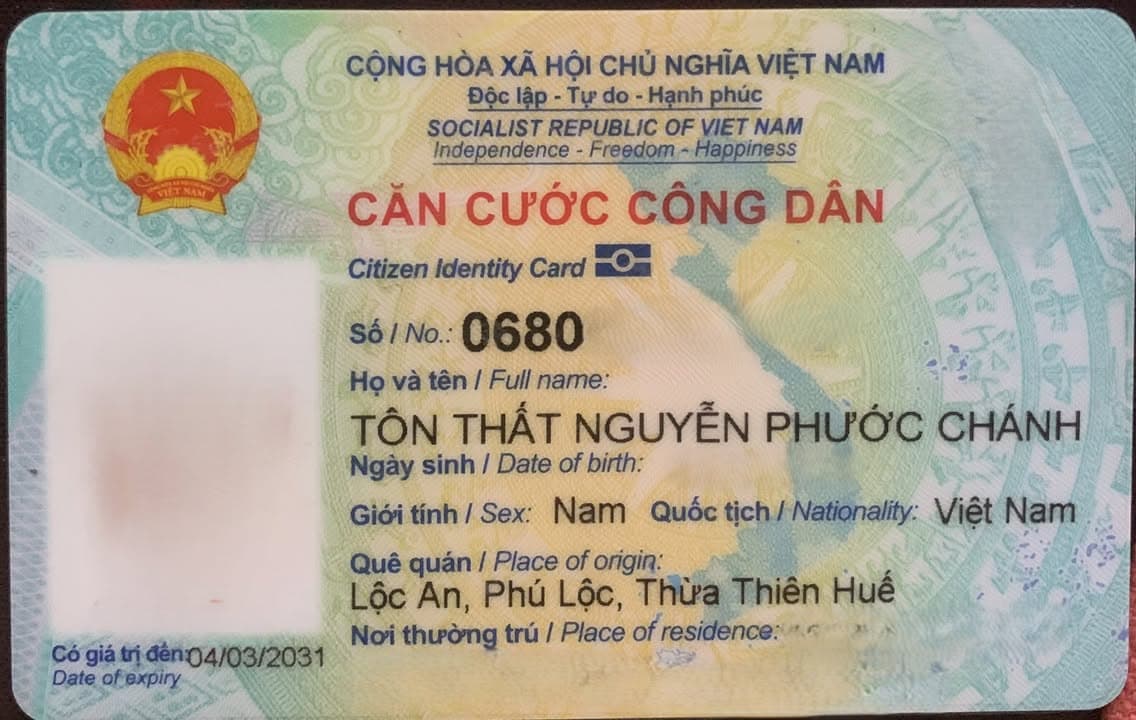 CỘNG HÒA XÃ HỘI CHỦ NGHĨA VIỆT NAM
Độc lập - Tự do - Hạnh phúc
SOCIALIST REPUBLIC OF VIET NAM
Independence - Freedom - Happiness
VIỆT NAM
CĂN CƯỚC CÔNG DÂN
Citizen Identity Card
Số / No.: 0680
Họ và tên / Full name:
TÔN THẤT NGUYỄN PHƯỚC CHÁNH
Ngày sinh / Date of birth:
Giới tính / Sex: Nam Quốc tịch / Nationality: Việt Nam
Quê quán / Place of origin:
Lộc An, Phú Lộc, Thừa Thiên Huế
Nơi thường trú / Place of residence:
Có giá trị đến: 04/03/2031
Date of expiry